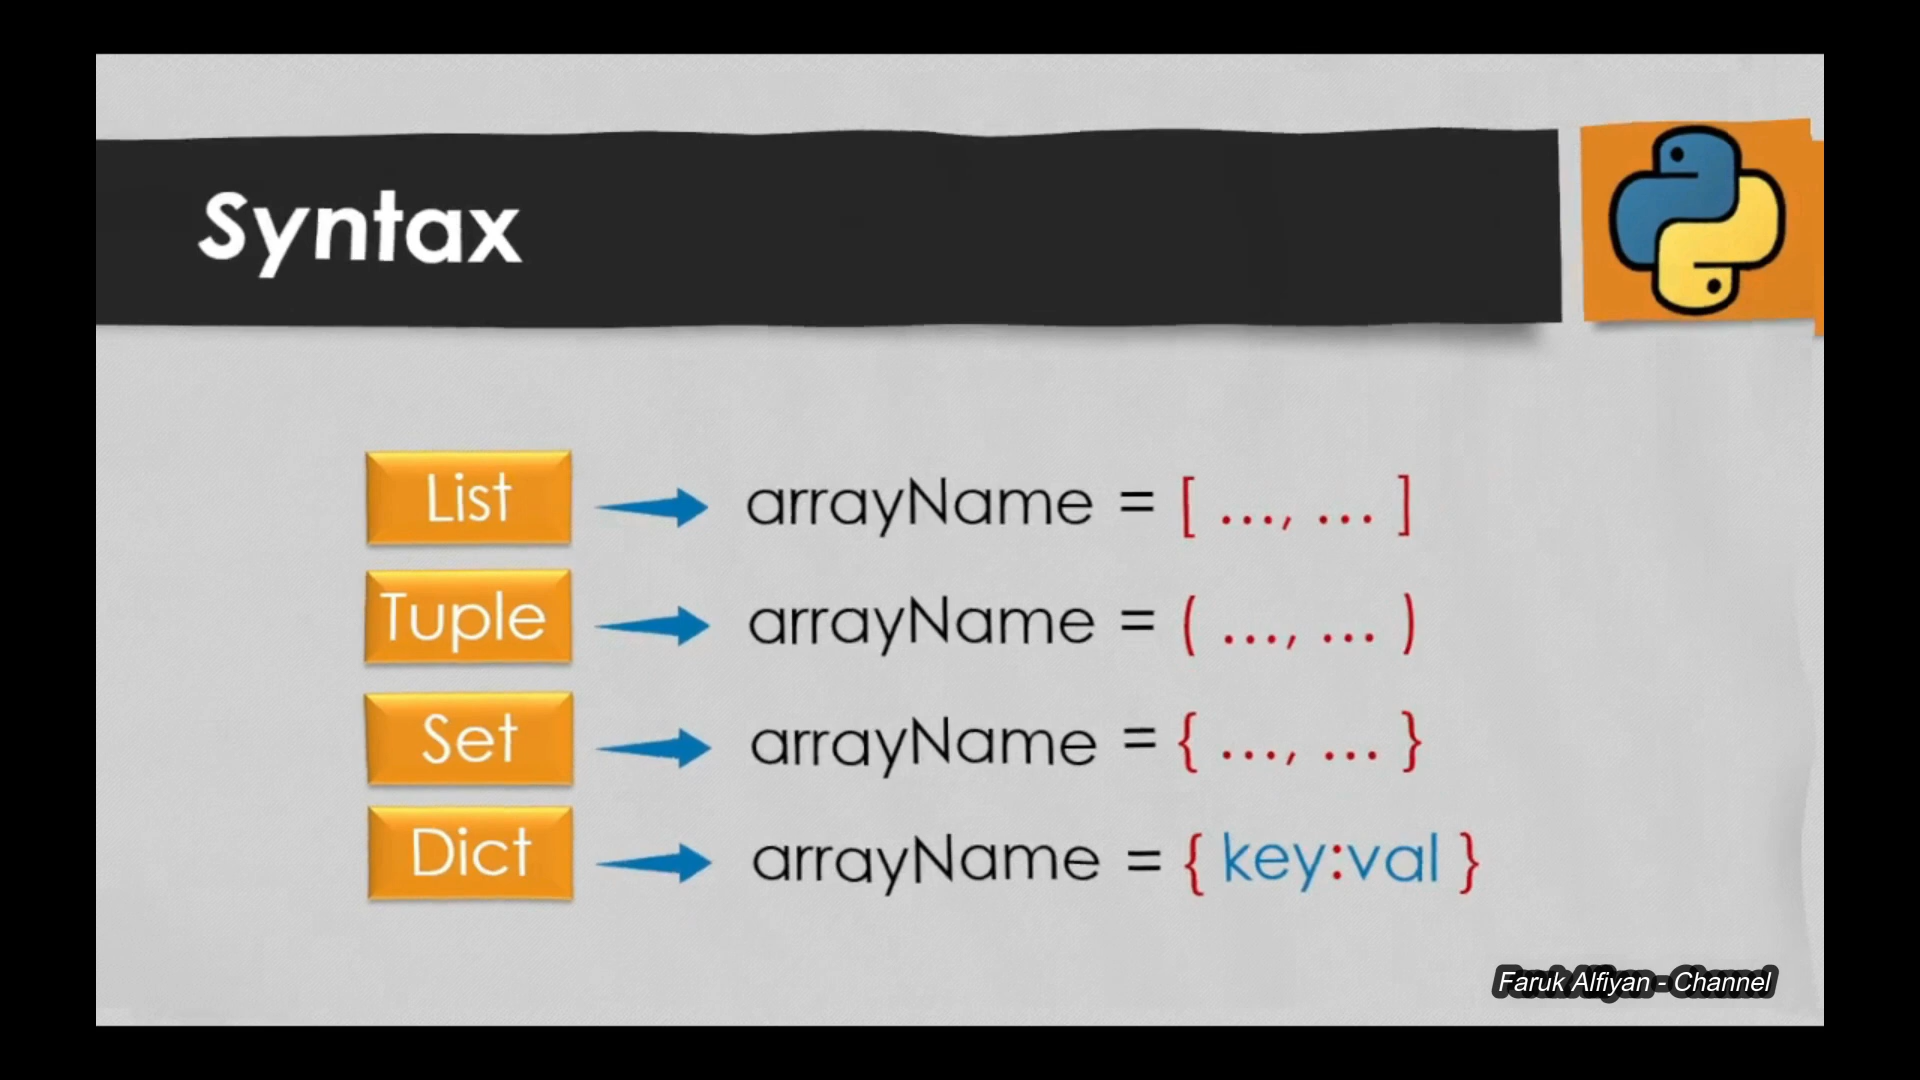 Syntax
List arrayName = [ ..., ... ]
Tuple arrayName = ( ..., ... )
Set arrayName = { ..., ... }
Dict arrayName = { key:val }
Faruk Alfiyan - Channel